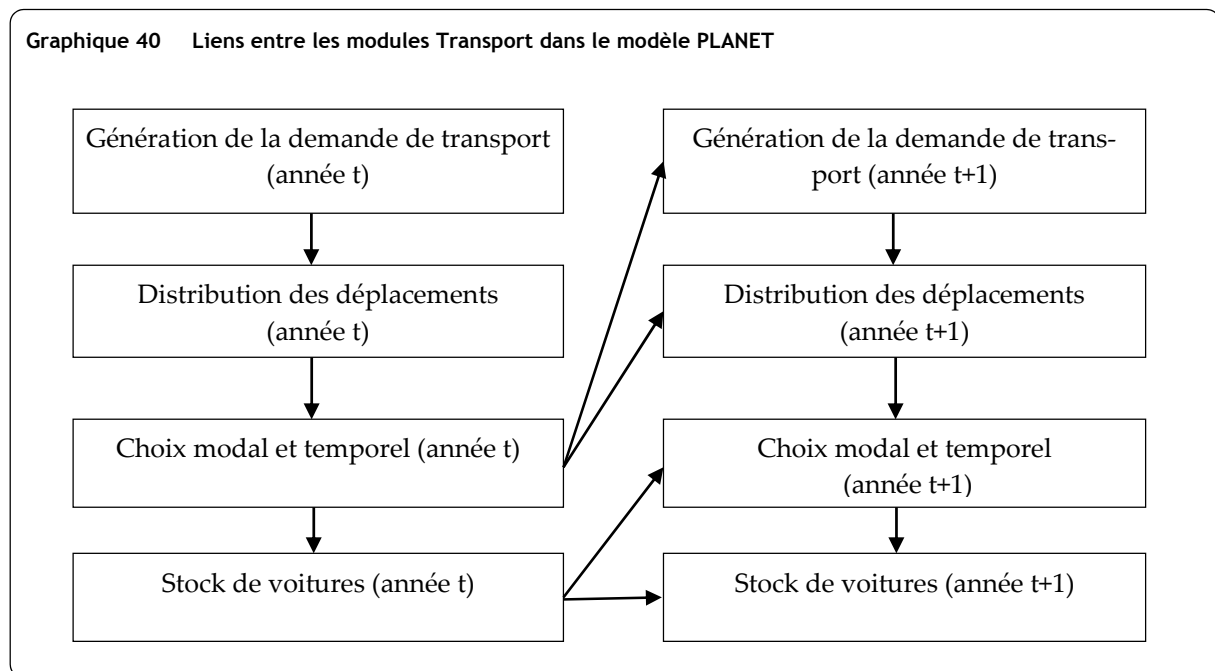 Graphique 40 Liens entre les modules Transport dans le modèle PLANET
Génération de la demande de transport
(année t)
Génération de la demande de trans-
port (année t+1)
Distribution des déplacements
(année t)
Distribution des déplacements
(année t+1)
Choix modal et temporel (année t)
Choix modal et temporel
(année t+1)
Stock de voitures (année t)
Stock de voitures (année t+1)